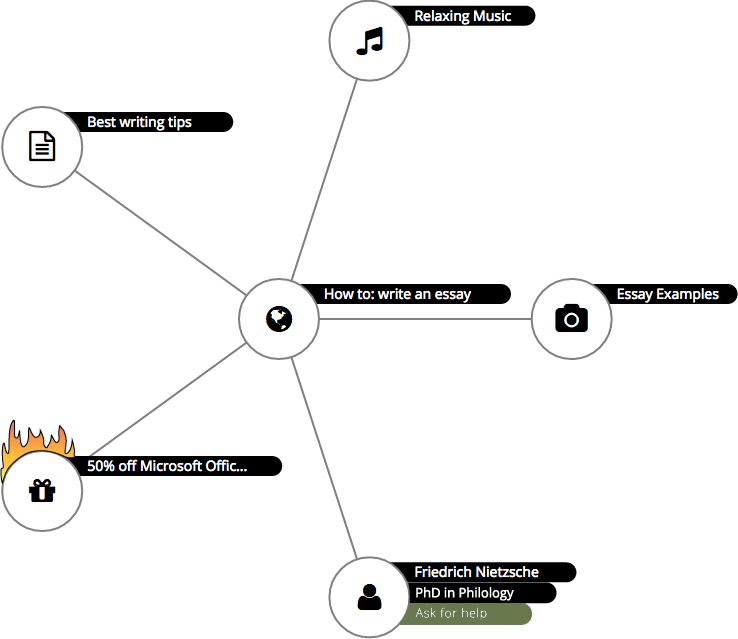 Relaxing Music
Best writing tips
How to: write an essay
Essay Examples
50% off Microsoft Offic...
Friedrich Nietzsche
PhD in Philology
Ask for help